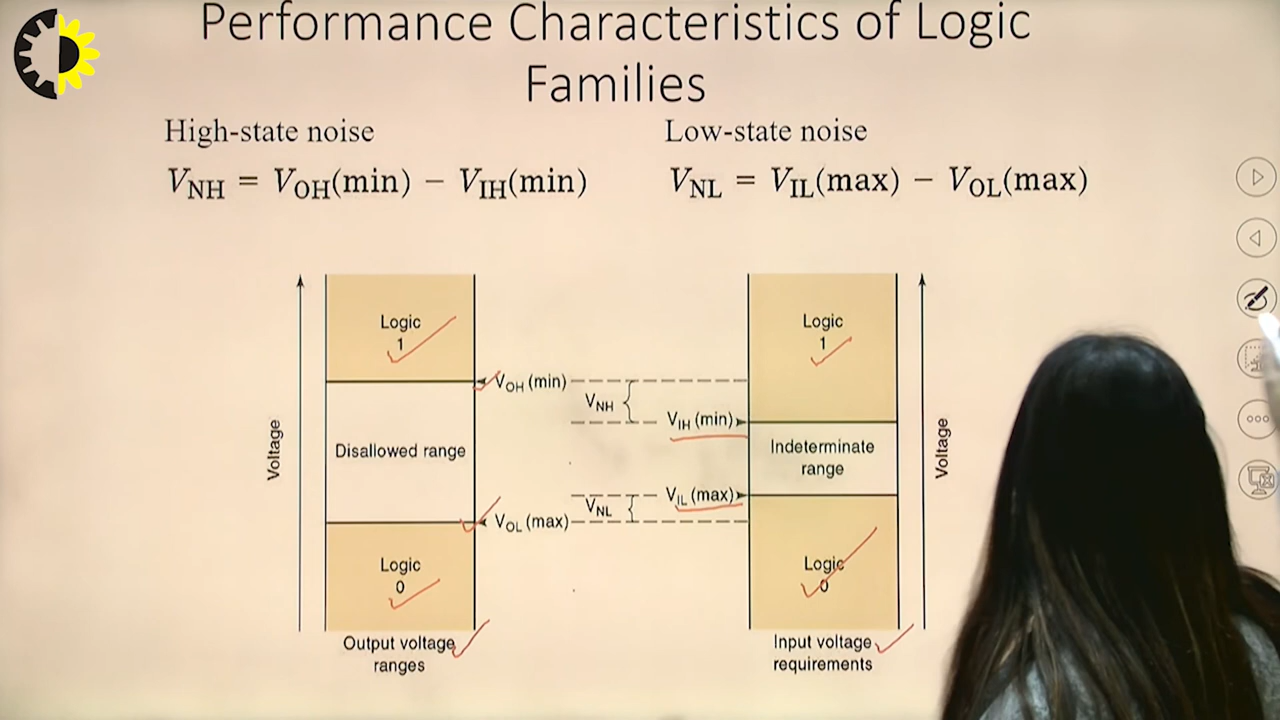 Performance Characteristics of Logic
Families
High-state noise
V_NH = V_OH(min) − V_IH(min)
Low-state noise
V_NL = V_IL(max) − V_OL(max)
Voltage
Logic
1
Disallowed range
Logic
0
Output voltage
ranges
V_OH (min)
V_NH
V_IH (min)
V_IL (max)
V_NL
V_OL (max)
Logic
1
Indeterminate
range
Logic
0
Input voltage
requirements
Voltage